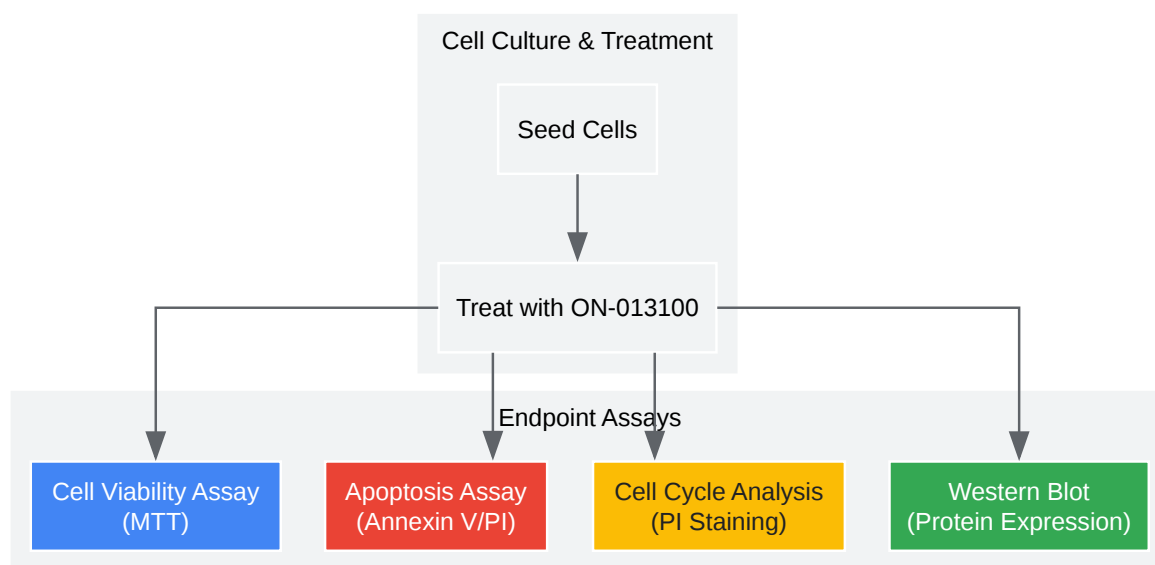 Cell Culture & Treatment
Seed Cells
Treat with ON-013100
Endpoint Assays
Cell Viability Assay
(MTT)
Apoptosis Assay
(Annexin V/PI)
Cell Cycle Analysis
(PI Staining)
Western Blot
(Protein Expression)